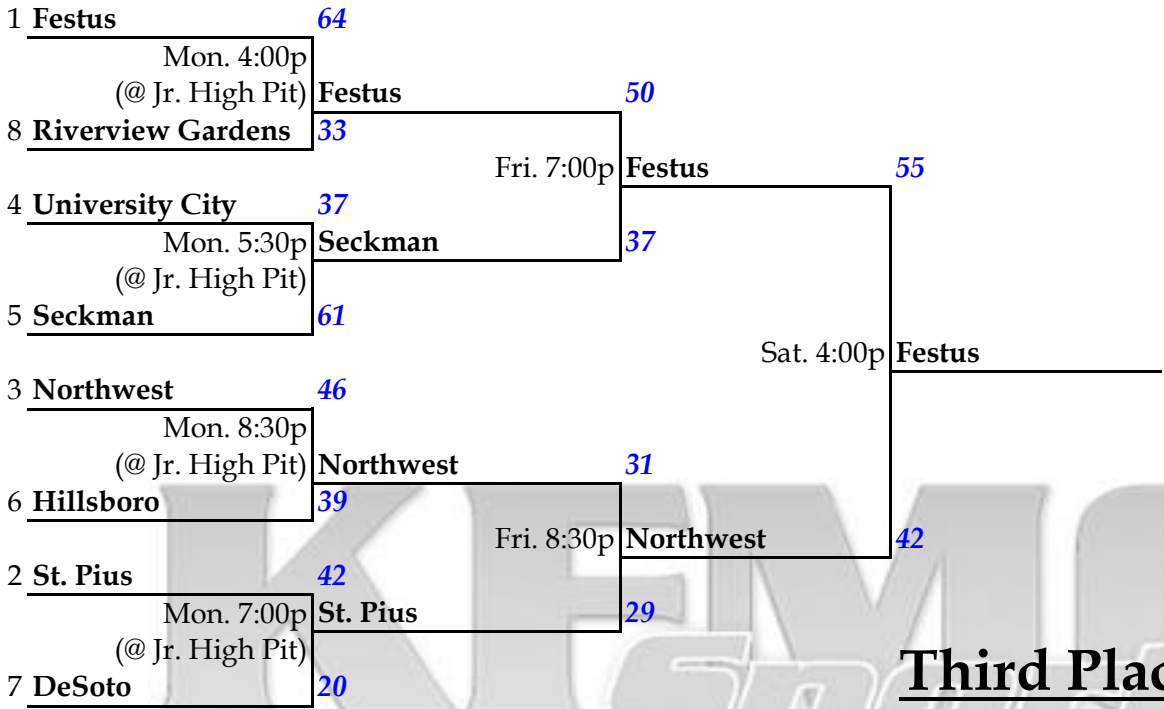 1 Festus 64
Mon. 4:00p
(@ Jr. High Pit) Festus 50
8 Riverview Gardens 33
Fri. 7:00p Festus 55
4 University City 37
Mon. 5:30p Seckman 37
(@ Jr. High Pit)
5 Seckman 61
Sat. 4:00p Festus
3 Northwest 46
Mon. 8:30p
(@ Jr. High Pit) Northwest 31
6 Hillsboro 39
Fri. 8:30p Northwest 42
2 St. Pius 42
Mon. 7:00p St. Pius 29
(@ Jr. High Pit)
Third Plac
7 DeSoto 20